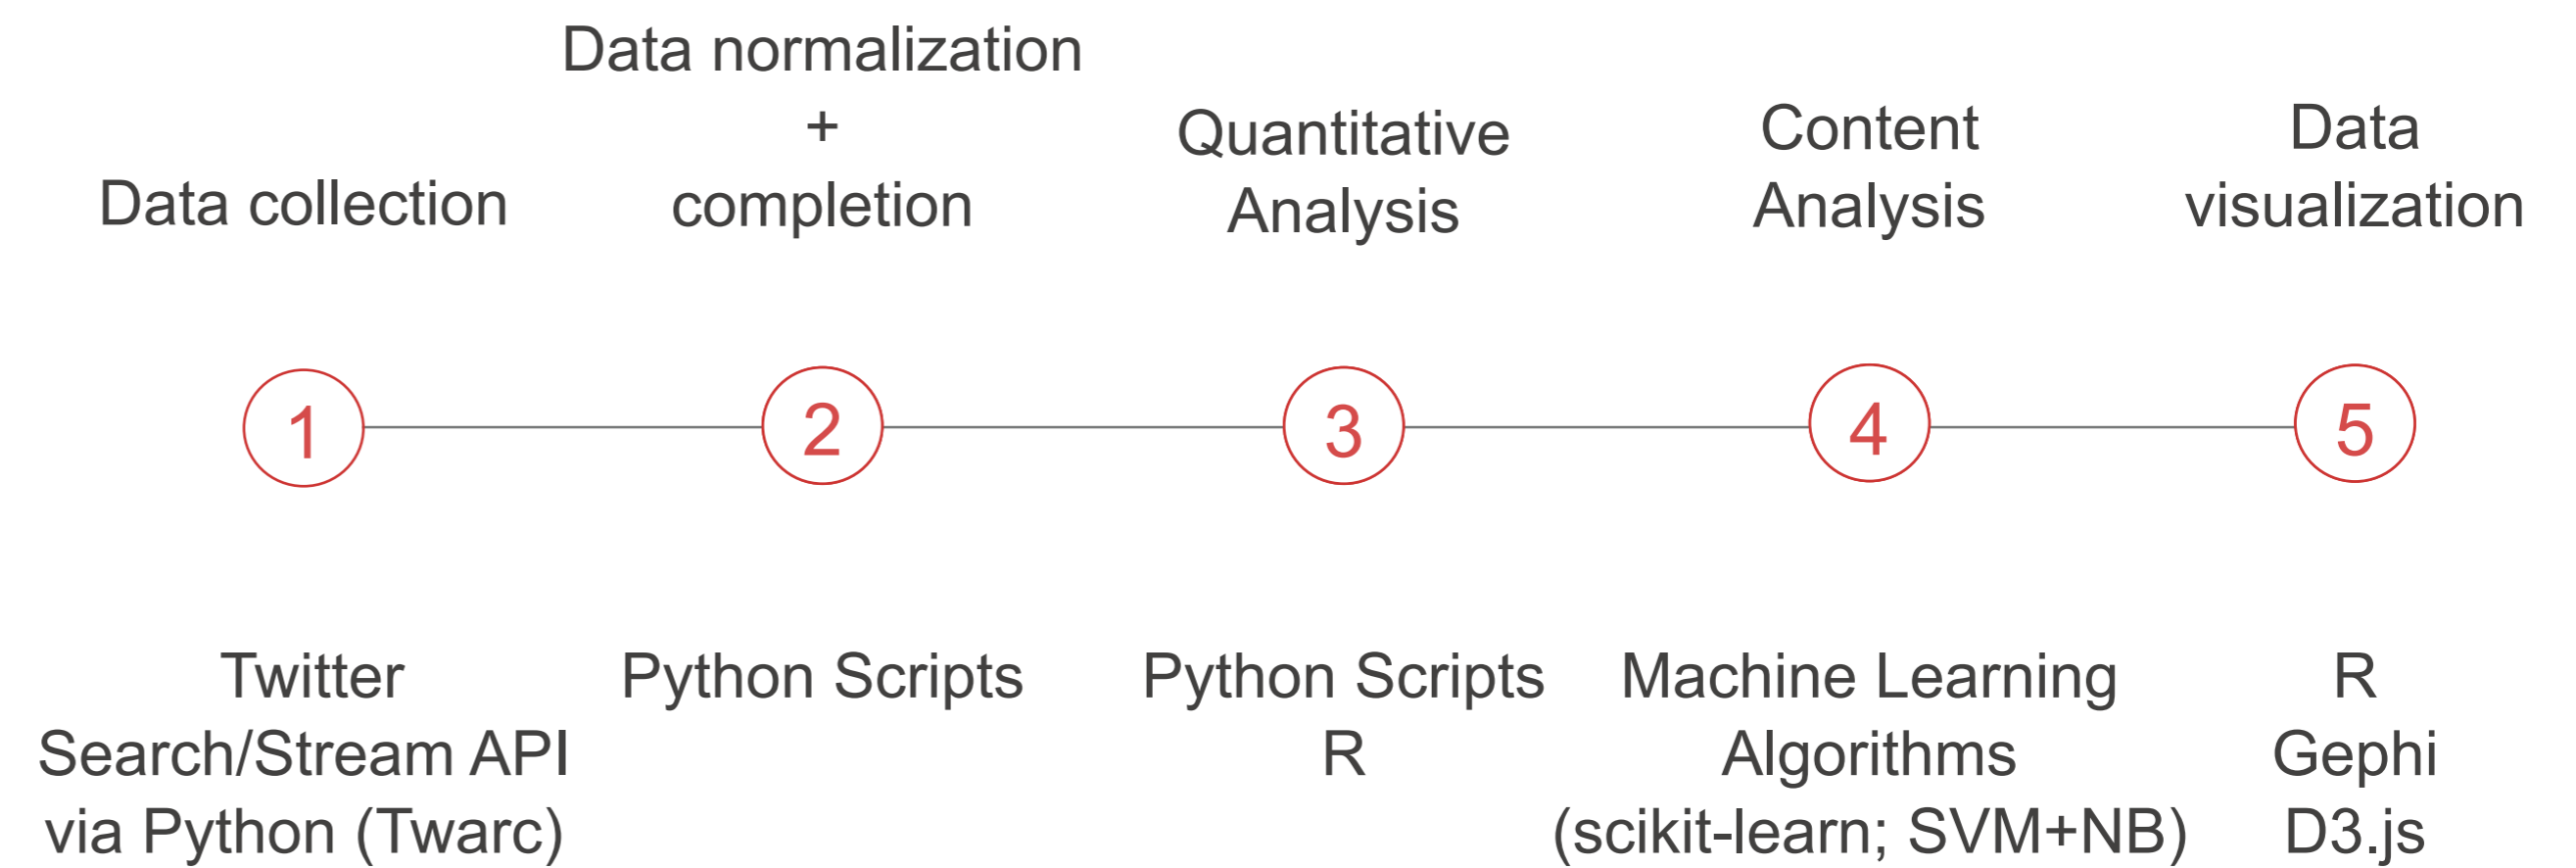 Data collection
Data normalization
+
completion
Quantitative
Analysis
Content
Analysis
Data
visualization
1
2
3
4
5
Twitter
Search/Stream API
via Python (Twarc)
Python Scripts
Python Scripts
R
Machine Learning
Algorithms
(scikit-learn; SVM+NB)
R
Gephi
D3.js